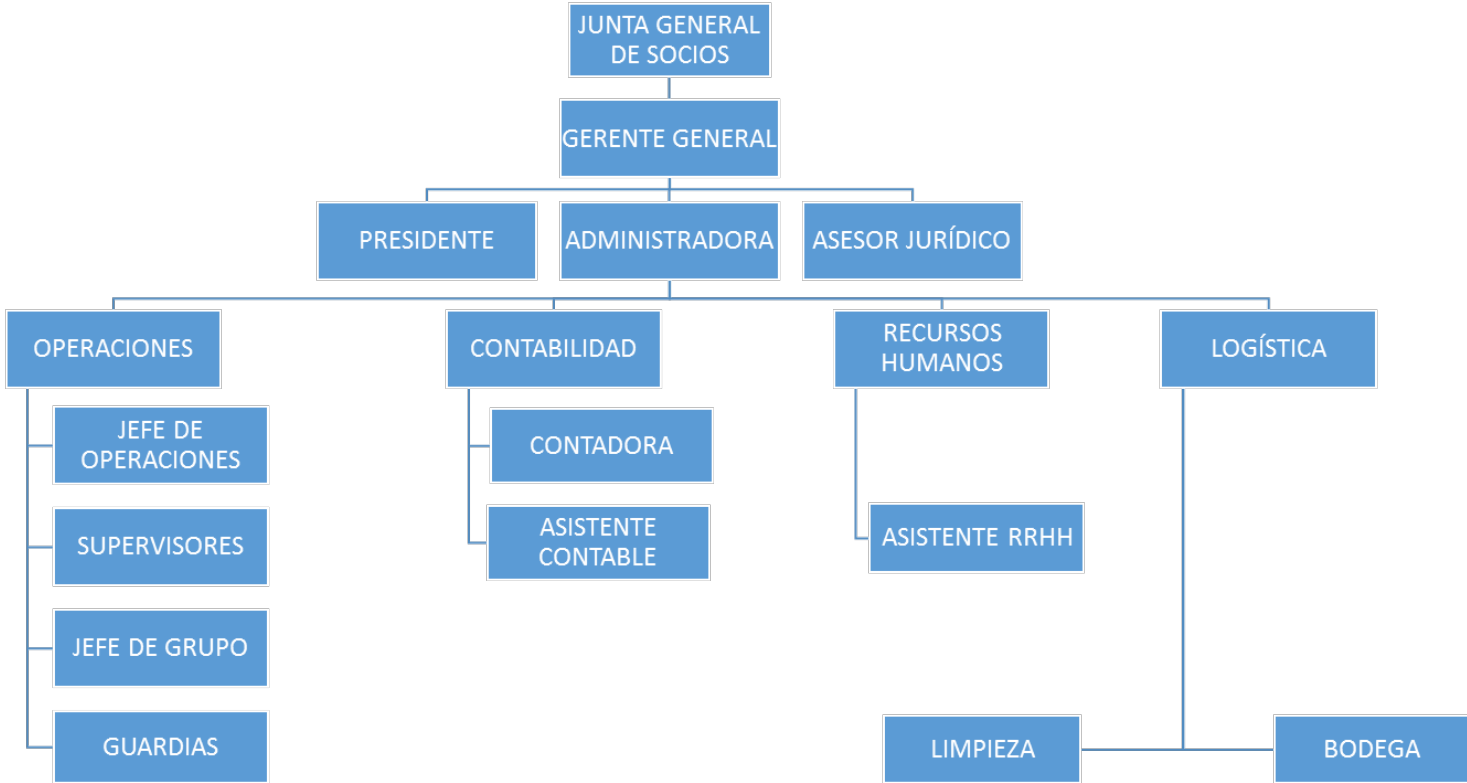 JUNTA GENERAL
DE SOCIOS
GERENTE GENERAL
PRESIDENTE
ADMINISTRADORA
ASESOR JURÍDICO
OPERACIONES
CONTABILIDAD
RECURSOS
HUMANOS
LOGÍSTICA
JEFE DE
OPERACIONES
CONTADORA
SUPERVISORES
ASISTENTE
CONTABLE
ASISTENTE RRHH
JEFE DE GRUPO
GUARDIAS
LIMPIEZA
BODEGA